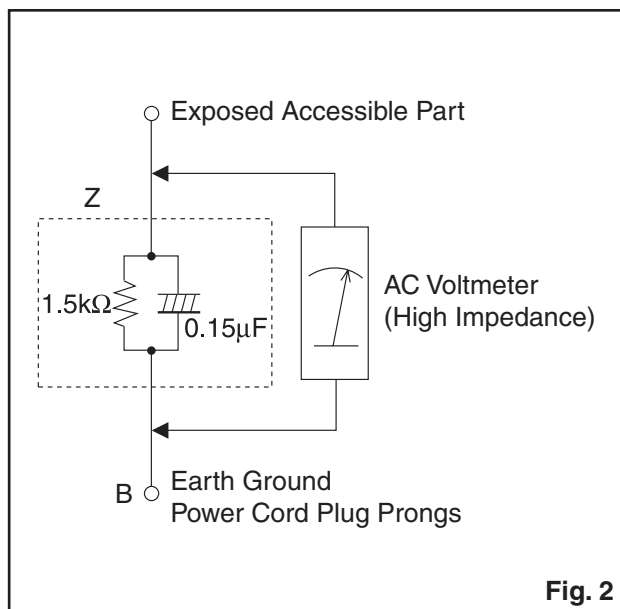 Exposed Accessible Part
Z
1.5kΩ
0.15μF
AC Voltmeter
(High Impedance)
B
Earth Ground
Power Cord Plug Prongs
Fig. 2